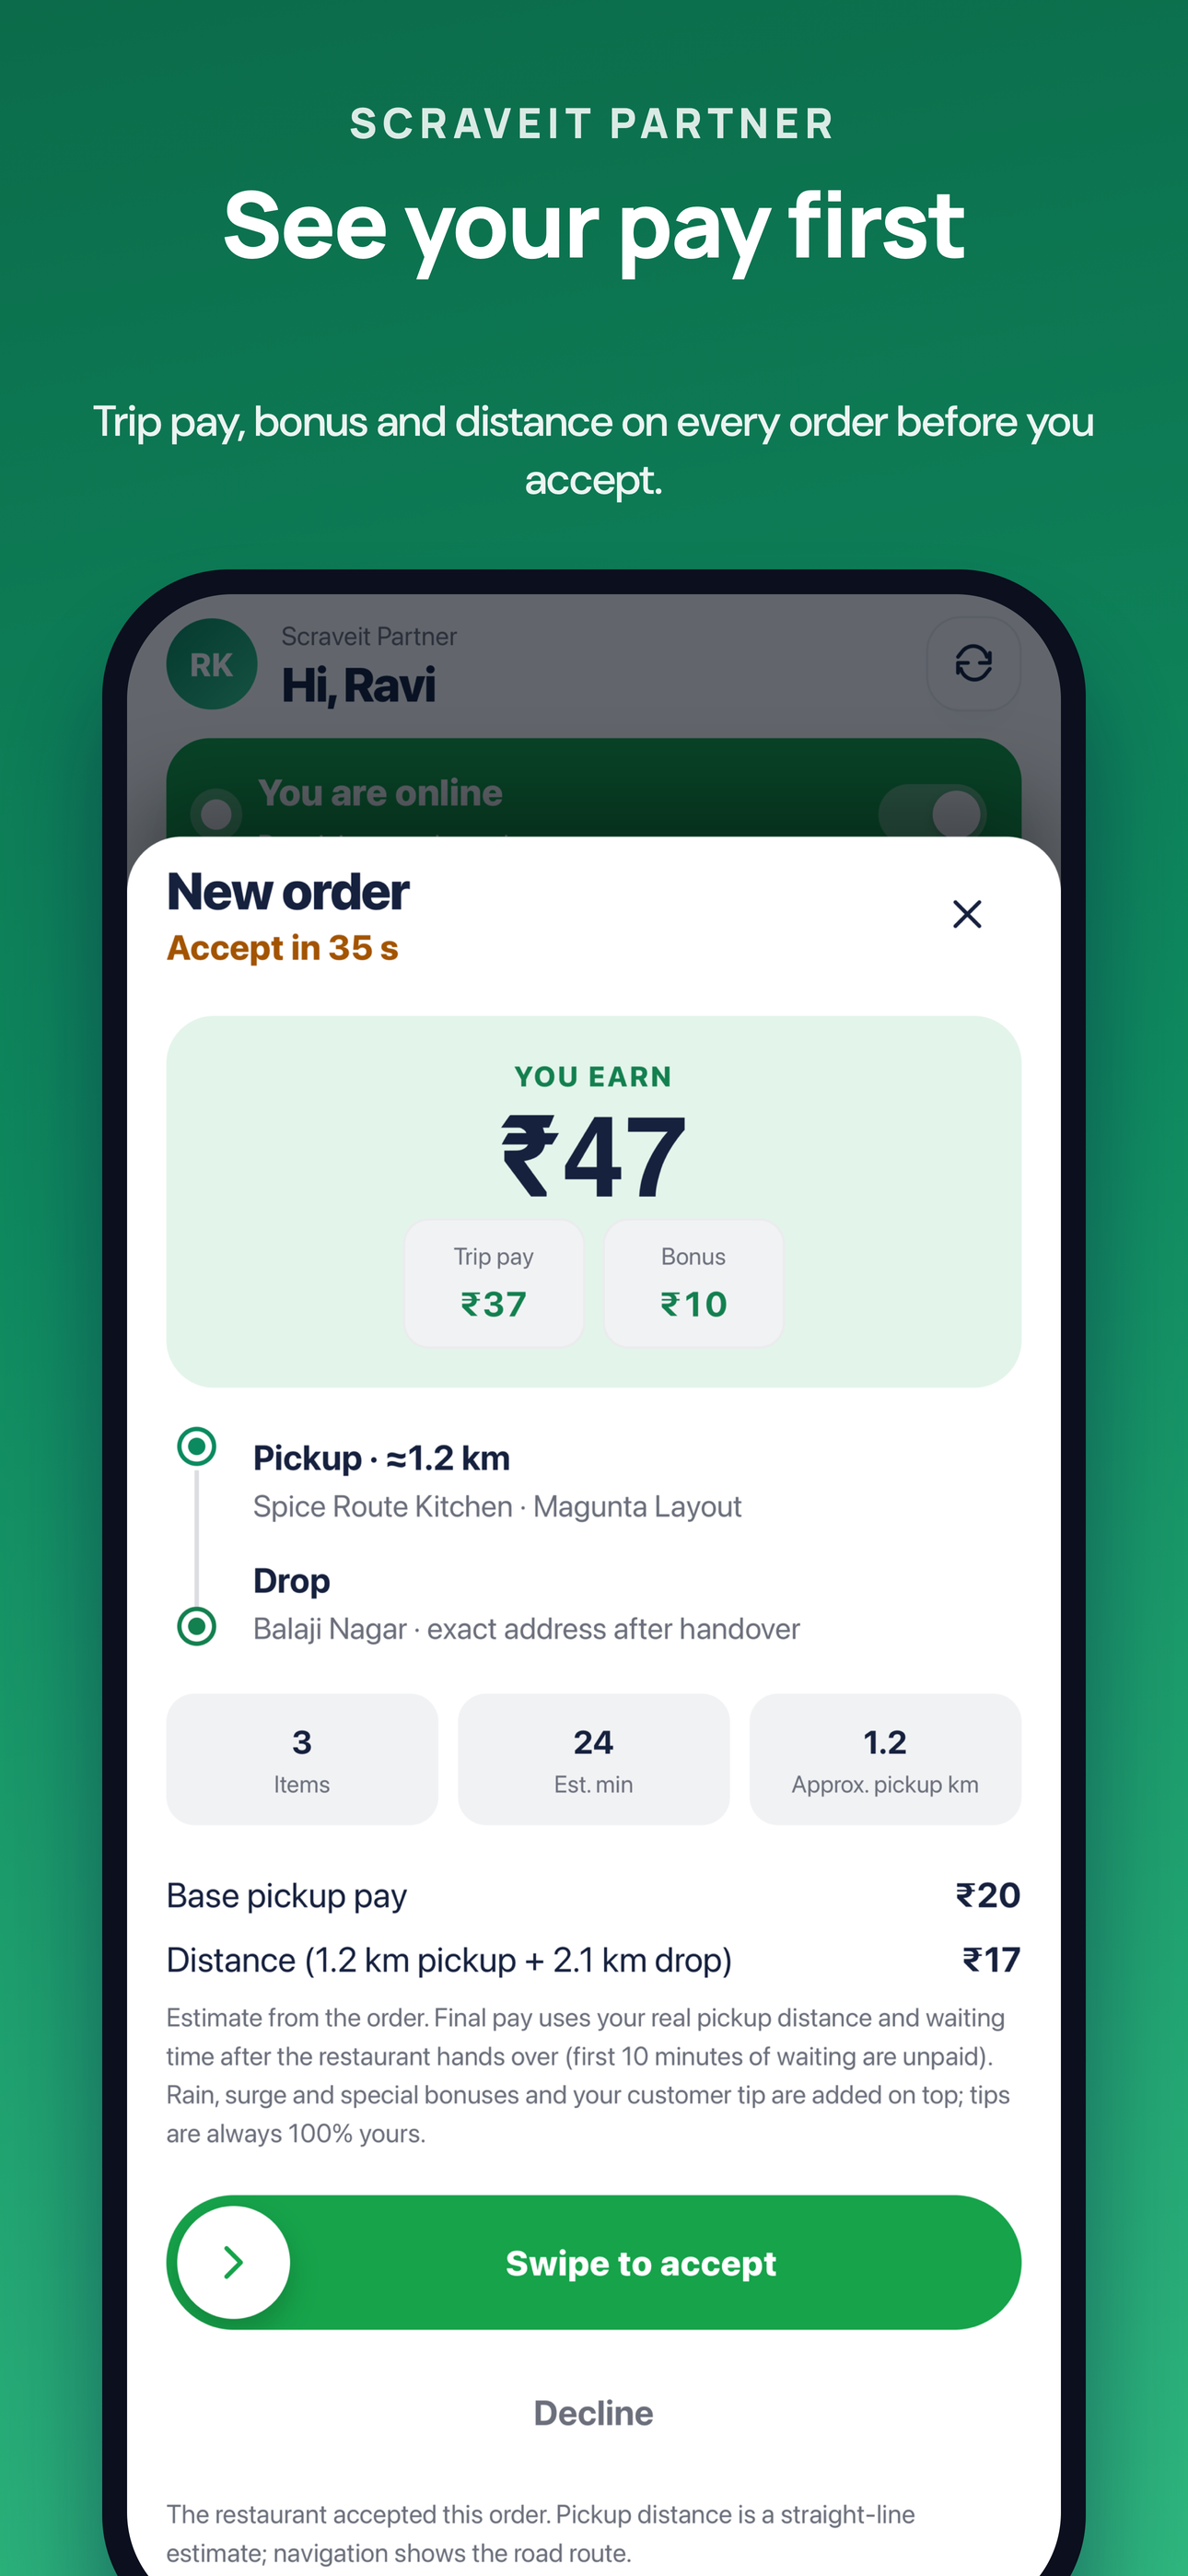 SCRAVEIT PARTNER
See your pay first
Trip pay, bonus and distance on every order before you
accept.
RK
Scraveit Partner
Hi, Ravi
You are online
New order
Accept in 35 s
YOU EARN
₹47
Trip pay
Bonus
₹37
₹10
Pickup · ≈1.2 km
Spice Route Kitchen · Magunta Layout
Drop
Balaji Nagar · exact address after handover
3
24
1.2
Items
Est. min
Approx. pickup km
Base pickup pay ₹20
Distance (1.2 km pickup + 2.1 km drop) ₹17
Estimate from the order. Final pay uses your real pickup distance and waiting
time after the restaurant hands over (first 10 minutes of waiting are unpaid).
Rain, surge and special bonuses and your customer tip are added on top; tips
are always 100% yours.
Swipe to accept
Decline
The restaurant accepted this order. Pickup distance is a straight-line
estimate; navigation shows the road route.